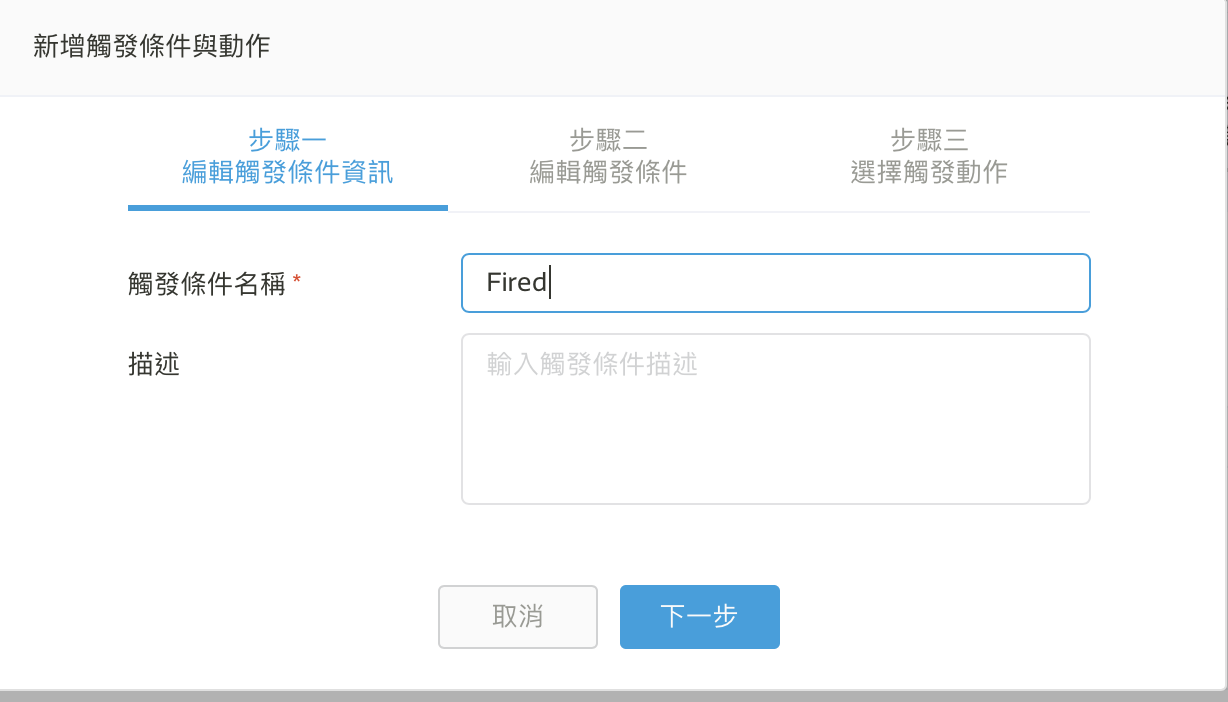 新增觸發條件與動作
步驟一
編輯觸發條件資訊
步驟二
編輯觸發條件
步驟三
選擇觸發動作
觸發條件名稱 *
Fired
描述
輸入觸發條件描述
取消
下一步